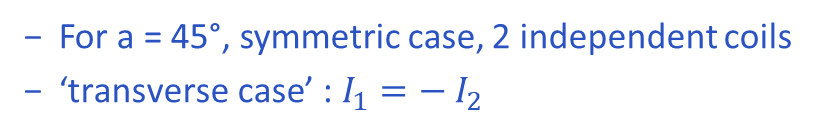 – For a = 45°, symmetric case, 2 independent coils
– ‘transverse case’ : I₁ = − I₂